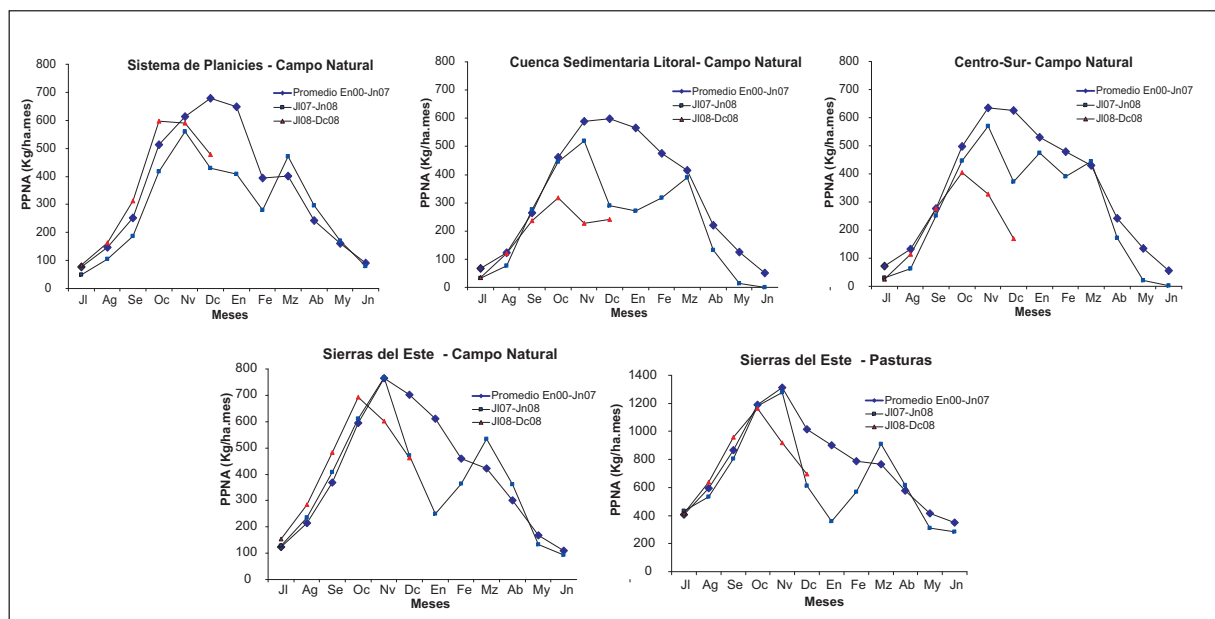 Sistema de Planicies - Campo Natural
PPNA (Kg/ha.mes)
800
700
600
500
400
300
200
100
0
Promedio En00-Jn07
Jl07-Jn08
Jl08-Dc08
Jl Ag Se Oc Nv Dc En Fe Mz Ab My Jn
Meses
Cuenca Sedimentaria Litoral- Campo Natural
PPNA (Kg/ha.mes)
800
700
600
500
400
300
200
100
0
Promedio En00-Jn07
Jl07-Jn08
Jl08-Dc08
Jl Ag Se Oc Nv Dc En Fe Mz Ab My Jn
Meses
Centro-Sur- Campo Natural
PPNA (Kg/ha.mes)
800
700
600
500
400
300
200
100
0
-
Promedio En00-Jn07
Jl07-Jn08
Jl08-Dc08
Jl Ag Se Oc Nv Dc En Fe Mz Ab My Jn
Meses
Sierras del Este - Campo Natural
PPNA (Kg/ha.mes)
800
700
600
500
400
300
200
100
0
Promedio En00-Jn07
Jl07-Jn08
Jl08-Dc08
Jl Ag Se Oc Nv Dc En Fe Mz Ab My Jn
Meses
Sierras del Este - Pasturas
PPNA (Kg/ha.mes)
1400
1200
1000
800
600
400
200
0
-
Promedio En00-Jn07
Jl07-Jn08
Jl08-Dc08
Jl Ag Se Oc Nv Dc En Fe Mz Ab My Jn
Meses